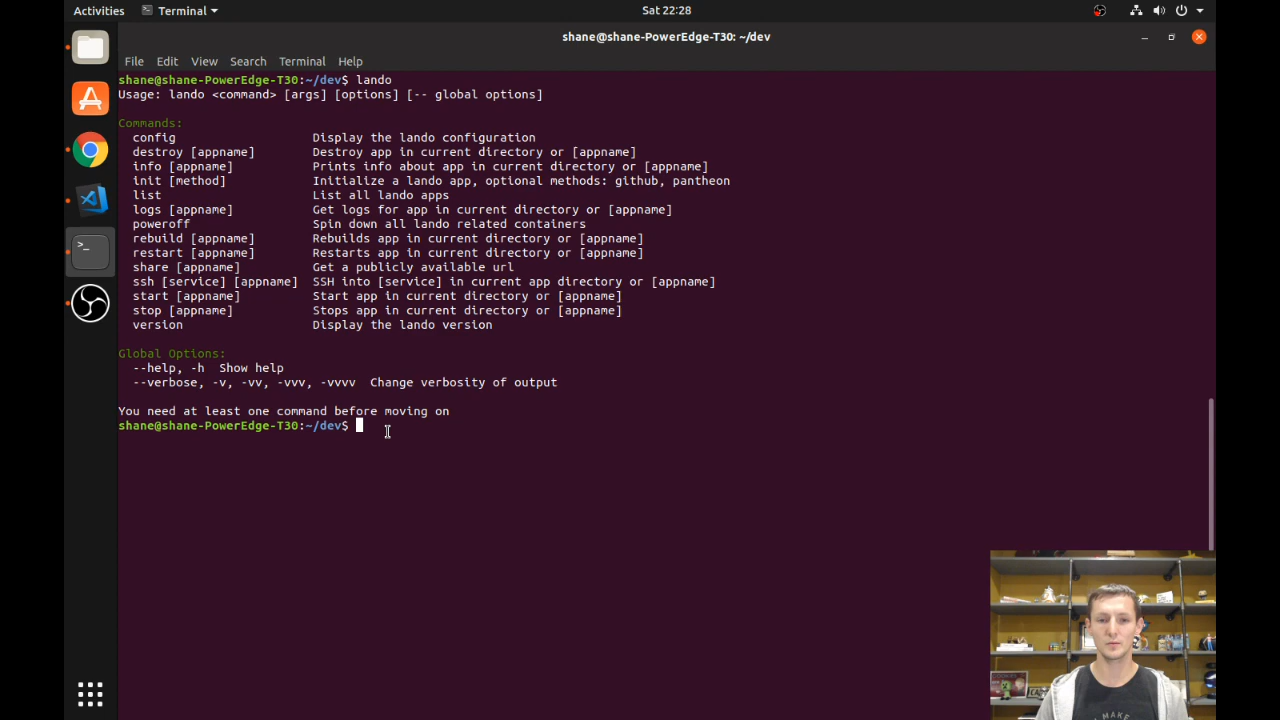 Activities
Terminal
Sat 22:28
shane@shane-PowerEdge-T30: ~/dev
File Edit View Search Terminal Help
shane@shane-PowerEdge-T30:~/dev$ lando
Usage: lando <command> [args] [options] [-- global options]
Commands:
config Display the lando configuration
destroy [appname] Destroy app in current directory or [appname]
info [appname] Prints info about app in current directory or [appname]
init [method] Initialize a lando app, optional methods: github, pantheon
list List all lando apps
logs [appname] Get logs for app in current directory or [appname]
poweroff Spin down all lando related containers
rebuild [appname] Rebuilds app in current directory or [appname]
restart [appname] Restarts app in current directory or [appname]
share [appname] Get a publicly available url
ssh [service] [appname] SSH into [service] in current app directory or [appname]
start [appname] Start app in current directory or [appname]
stop [appname] Stops app in current directory or [appname]
version Display the lando version
Global Options:
--help, -h Show help
--verbose, -v, -vv, -vvv, -vvvv Change verbosity of output
You need at least one command before moving on
shane@shane-PowerEdge-T30:~/dev$
MAKE